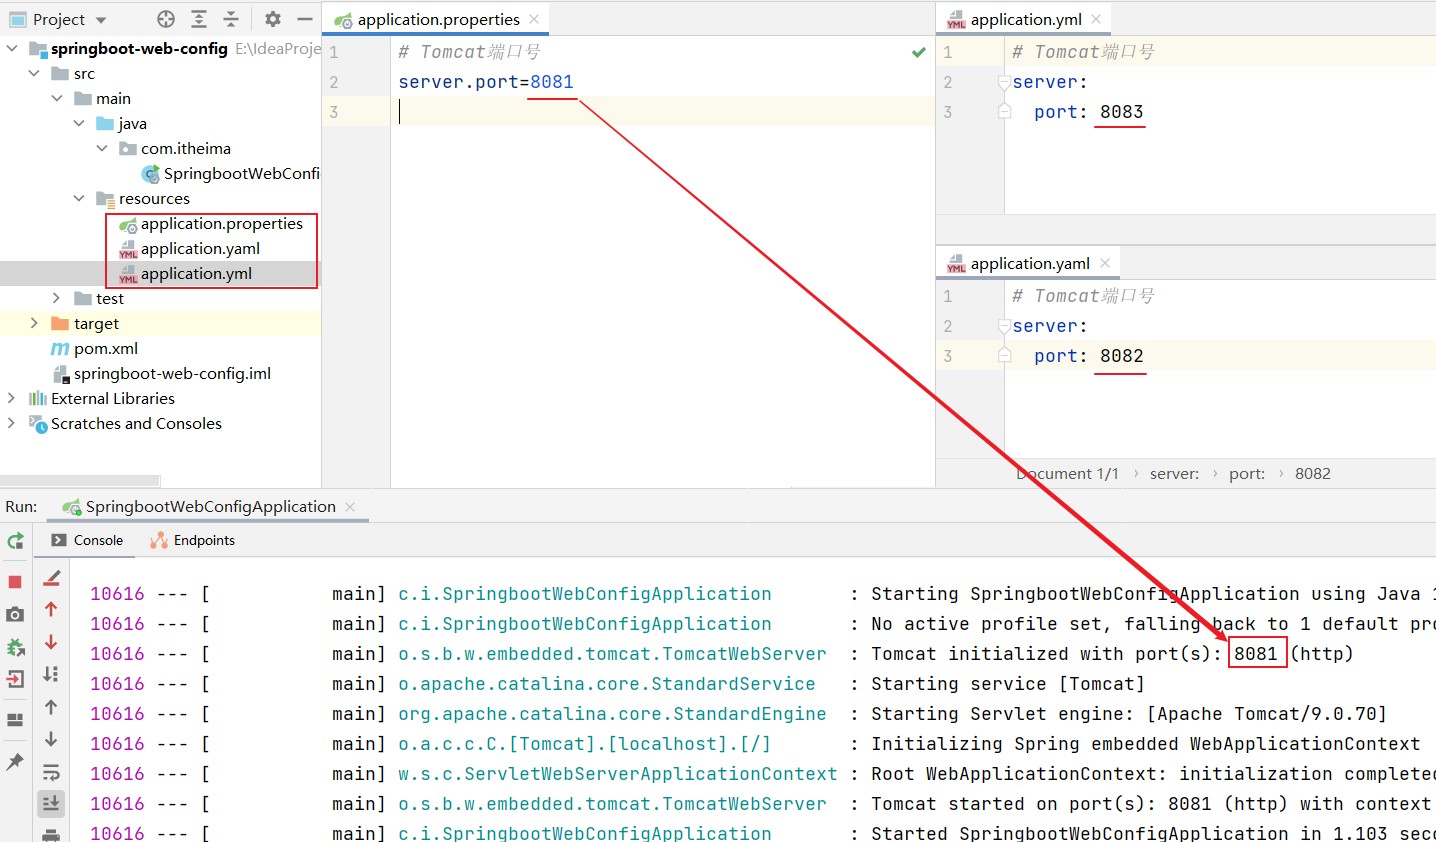 Project
springboot-web-config E:\IdeaProje
src
main
java
com.itheima
SpringbootWebConfi
resources
application.properties
application.yaml
application.yml
test
target
pom.xml
springboot-web-config.iml
External Libraries
Scratches and Consoles
application.properties
1 # Tomcat端口号
2 server.port=8081
3
application.yml
1 # Tomcat端口号
2 server:
3 port: 8083
application.yaml
1 # Tomcat端口号
2 server:
3 port: 8082
Document 1/1 › server: › port: › 8082
Run: SpringbootWebConfigApplication
Console Endpoints
10616 --- [ main] c.i.SpringbootWebConfigApplication : Starting SpringbootWebConfigApplication using Java 1
10616 --- [ main] c.i.SpringbootWebConfigApplication : No active profile set, falling back to 1 default pro
10616 --- [ main] o.s.b.w.embedded.tomcat.TomcatWebServer : Tomcat initialized with port(s): 8081 (http)
10616 --- [ main] o.apache.catalina.core.StandardService : Starting service [Tomcat]
10616 --- [ main] org.apache.catalina.core.StandardEngine : Starting Servlet engine: [Apache Tomcat/9.0.70]
10616 --- [ main] o.a.c.c.C.[Tomcat].[localhost].[/] : Initializing Spring embedded WebApplicationContext
10616 --- [ main] w.s.c.ServletWebServerApplicationContext : Root WebApplicationContext: initialization completed
10616 --- [ main] o.s.b.w.embedded.tomcat.TomcatWebServer : Tomcat started on port(s): 8081 (http) with context
10616 --- [ main] c.i.SpringbootWebConfigApplication : Started SpringbootWebConfigApplication in 1.103 seco